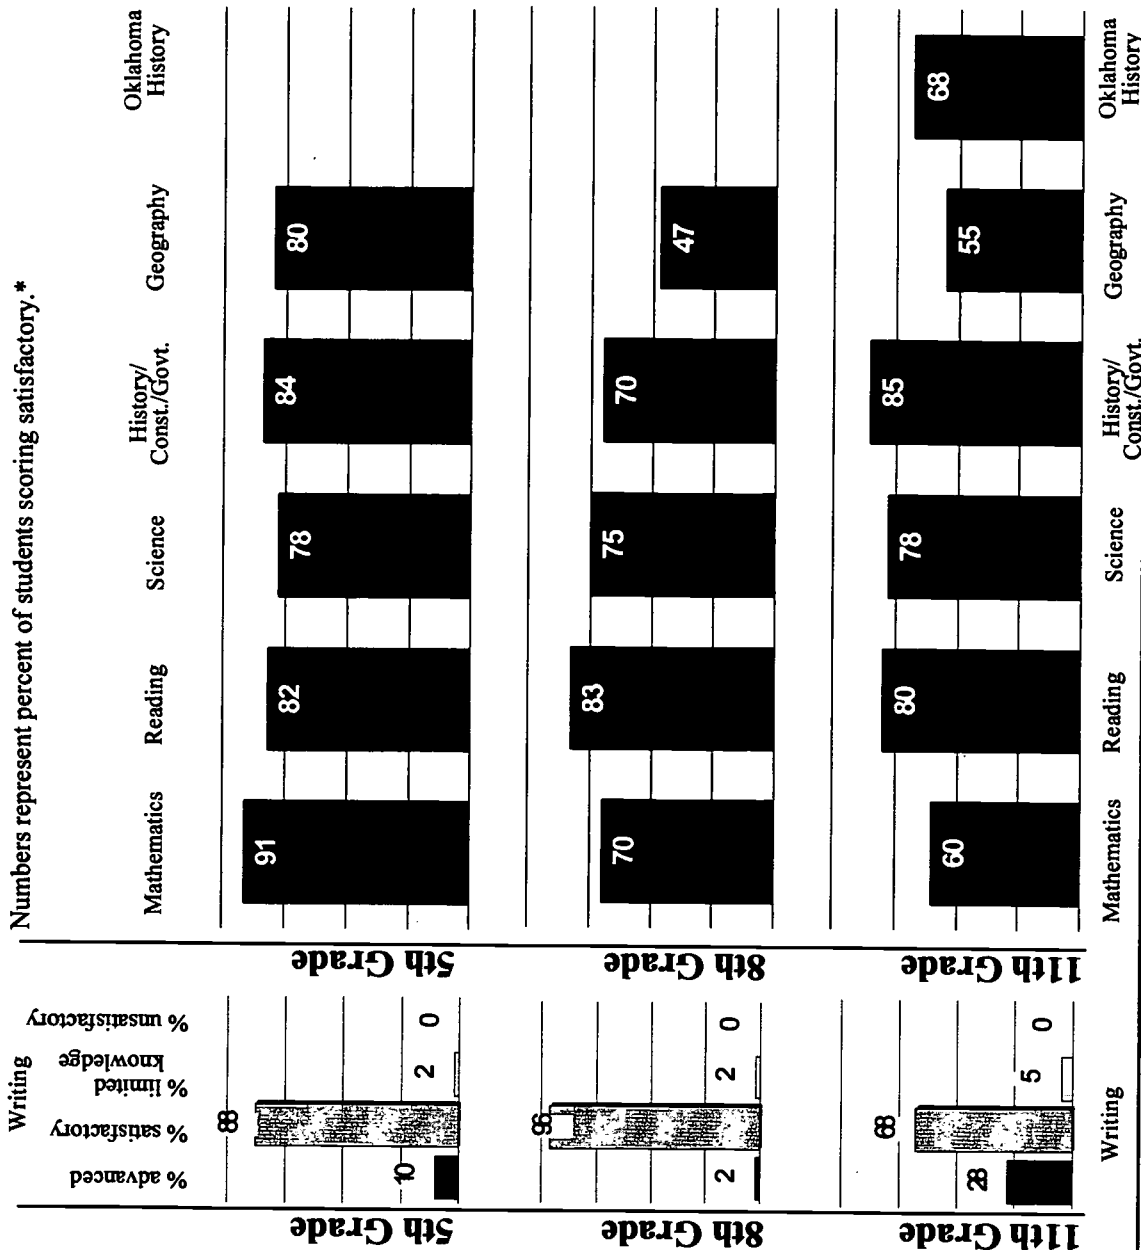 Numbers represent percent of students scoring satisfactory.*
Writing
% advanced
% satisfactory
% limited
knowledge
% unsatisfactory
Mathematics
Reading
Science
History/
Const./Govt.
Geography
Oklahoma
History
5th Grade
10
88
2
0
5th Grade
91
82
78
84
80
8th Grade
2
96
2
0
8th Grade
70
83
75
70
47
11th Grade
28
68
5
0
11th Grade
60
80
78
85
55
68
Writing
Mathematics
Reading
Science
History/
Const./Govt.
Geography
Oklahoma
History